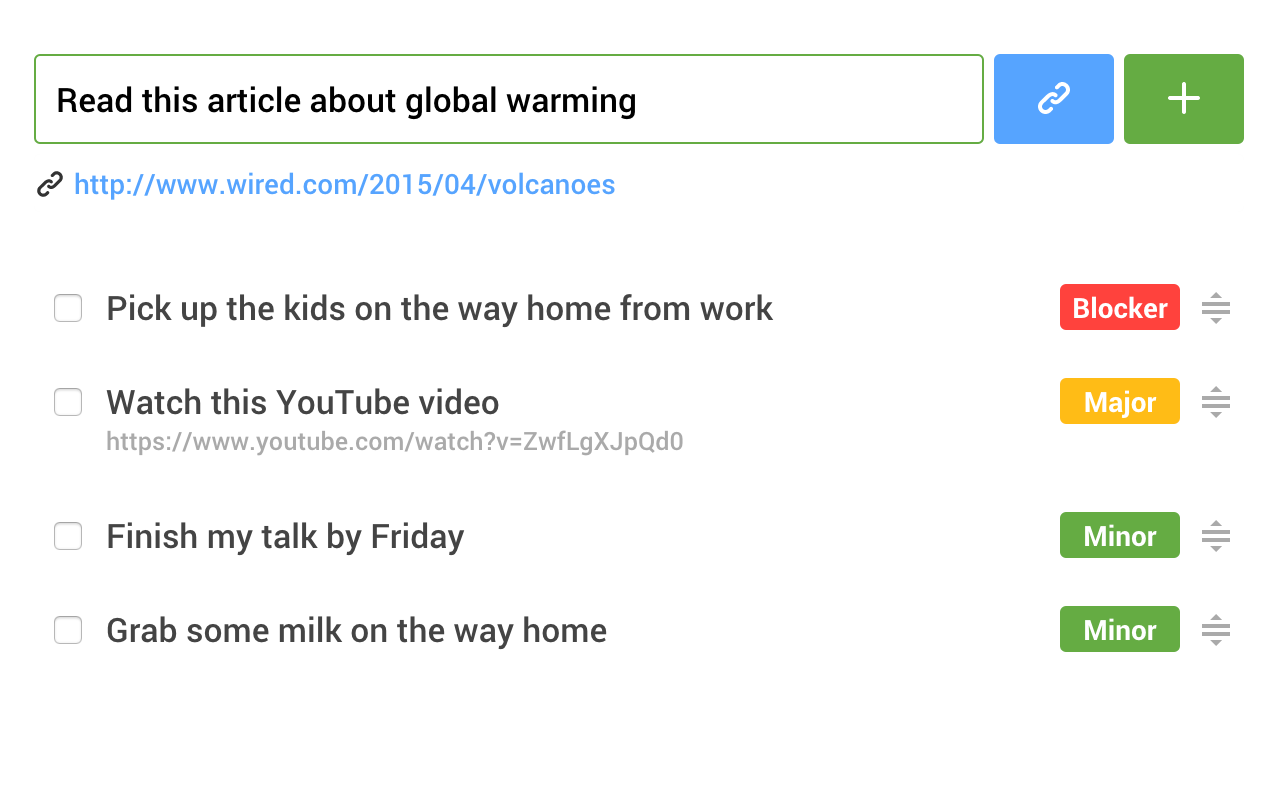 Read this article about global warming
http://www.wired.com/2015/04/volcanoes
Pick up the kids on the way home from work
Blocker
Watch this YouTube video
Major
https://www.youtube.com/watch?v=ZwfLgXJpQd0
Finish my talk by Friday
Minor
Grab some milk on the way home
Minor